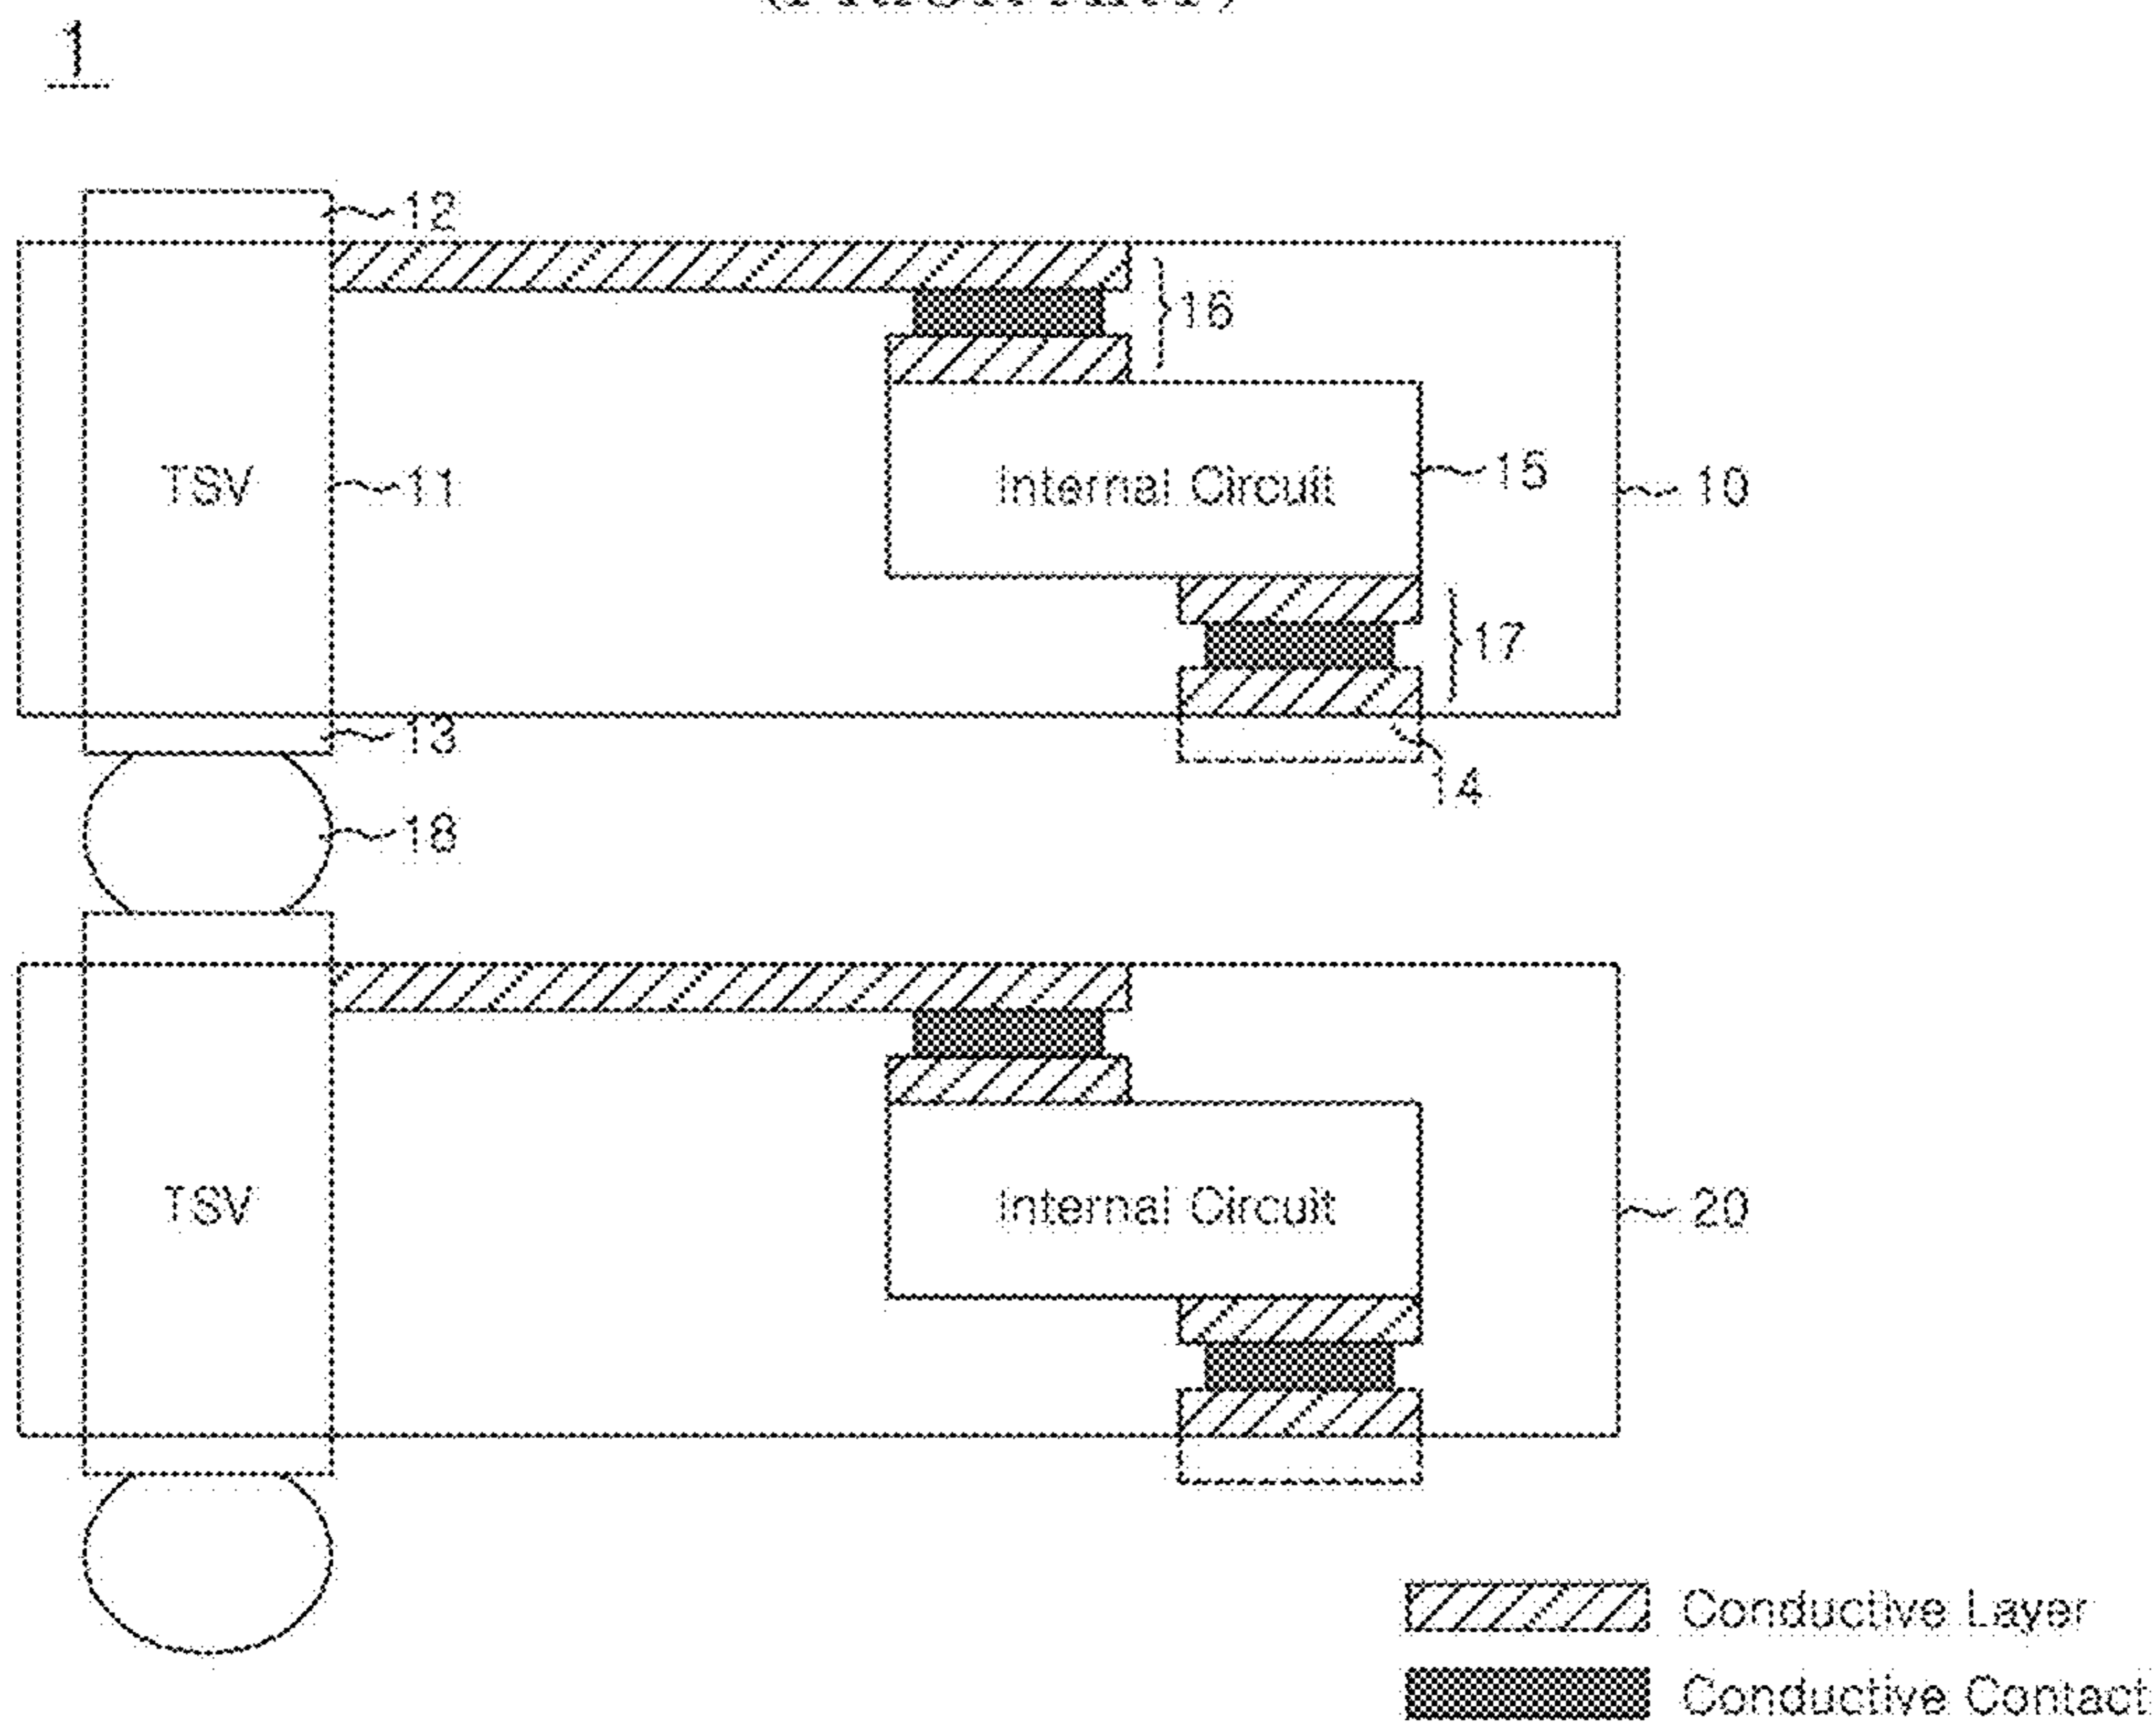 1
12
16
TSV
11
Internal Circuit
15
10
17
13
14
18
TSV
Internal Circuit
20
Conductive Layer
Conductive Contact